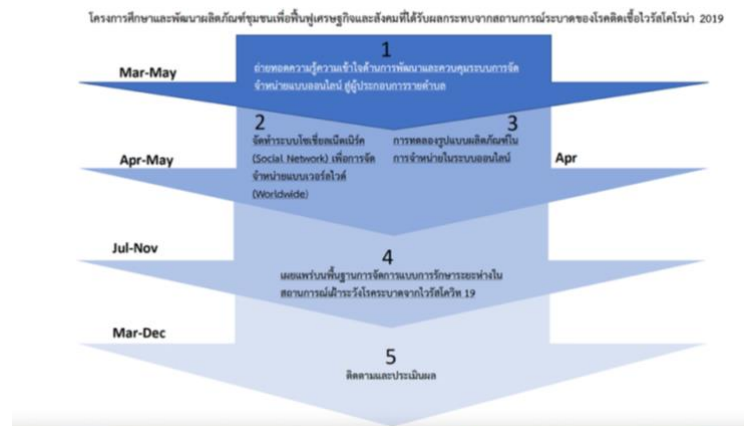 โครงการศึกษาและพัฒนาผลิตภัณฑ์ชุมชนเพื่อฟื้นฟูเศรษฐกิจและสังคมที่ได้รับผลกระทบจากสถานการณ์ระบาดของโรคติดเชื้อไวรัสโคโรน่า 2019
1
Mar-May
ถ่ายทอดความรู้ความเข้าใจด้านการพัฒนาและควบคุมระบบการจัด
จำหน่ายแบบออนไลน์ สู่ผู้ประกอบการรายตำบล
2
จัดทำระบบโซเชี่ยลเน็ตเวิร์ค
(Social Network) เพื่อการจัด
จำหน่ายแบบเวอร์ลไวด์
(Worldwide)
3
การทดลองรูปแบบผลิตภัณฑ์ใน
การจำหน่ายในระบบออนไลน์
Apr-May
Apr
Jul-Nov
4
เผยแพร่บนพื้นฐานการจัดการแบบการรักษาระยะห่างใน
สถานการณ์เฝ้าระวังโรคระบาดจากไวรัสโควิท 19
Mar-Dec
5
ติดตามและประเมินผล